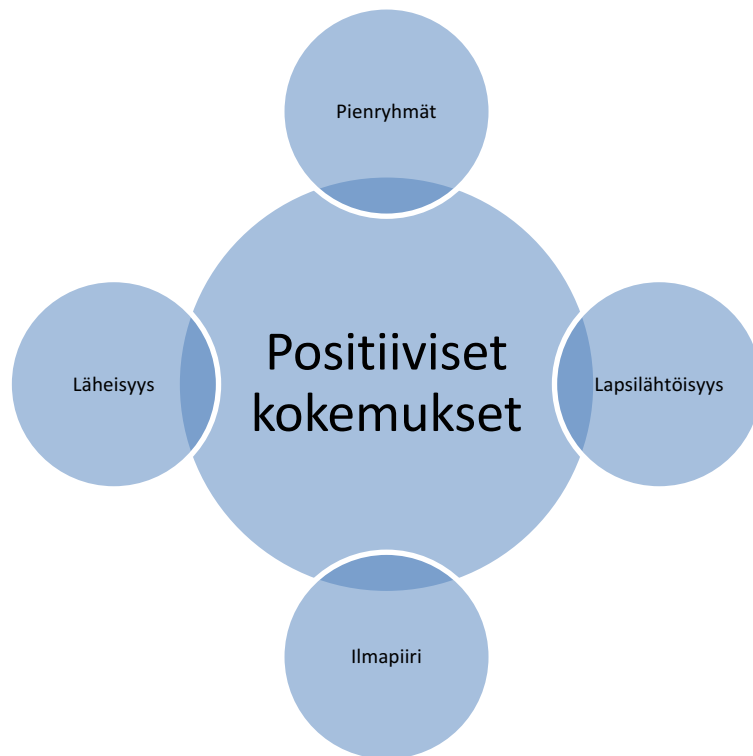 Pienryhmät
Positiiviset
kokemukset
Läheisyys
Lapsilähtöisyys
Ilmapiiri